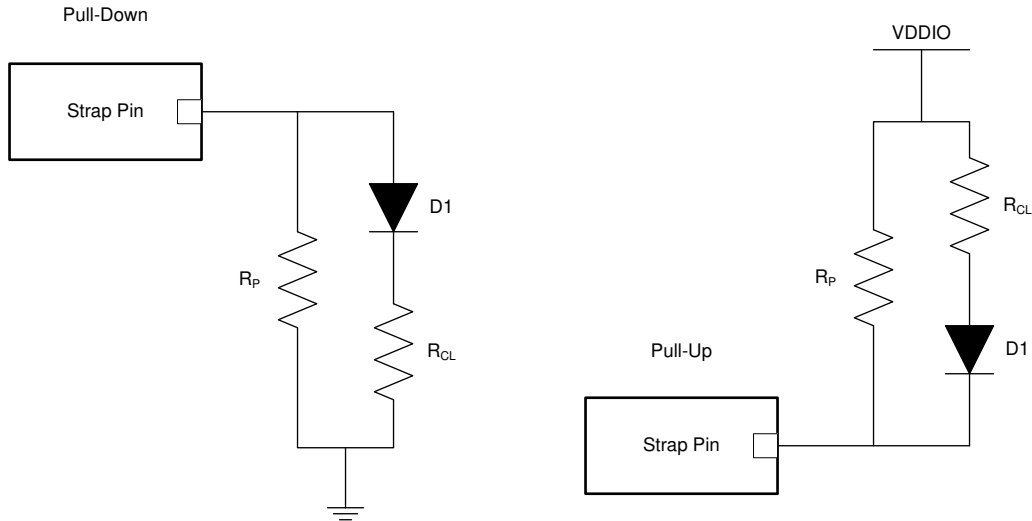 Pull-Down
Strap Pin
D1
RP
RCL
VDDIO
RCL
RP
D1
Pull-Up
Strap Pin